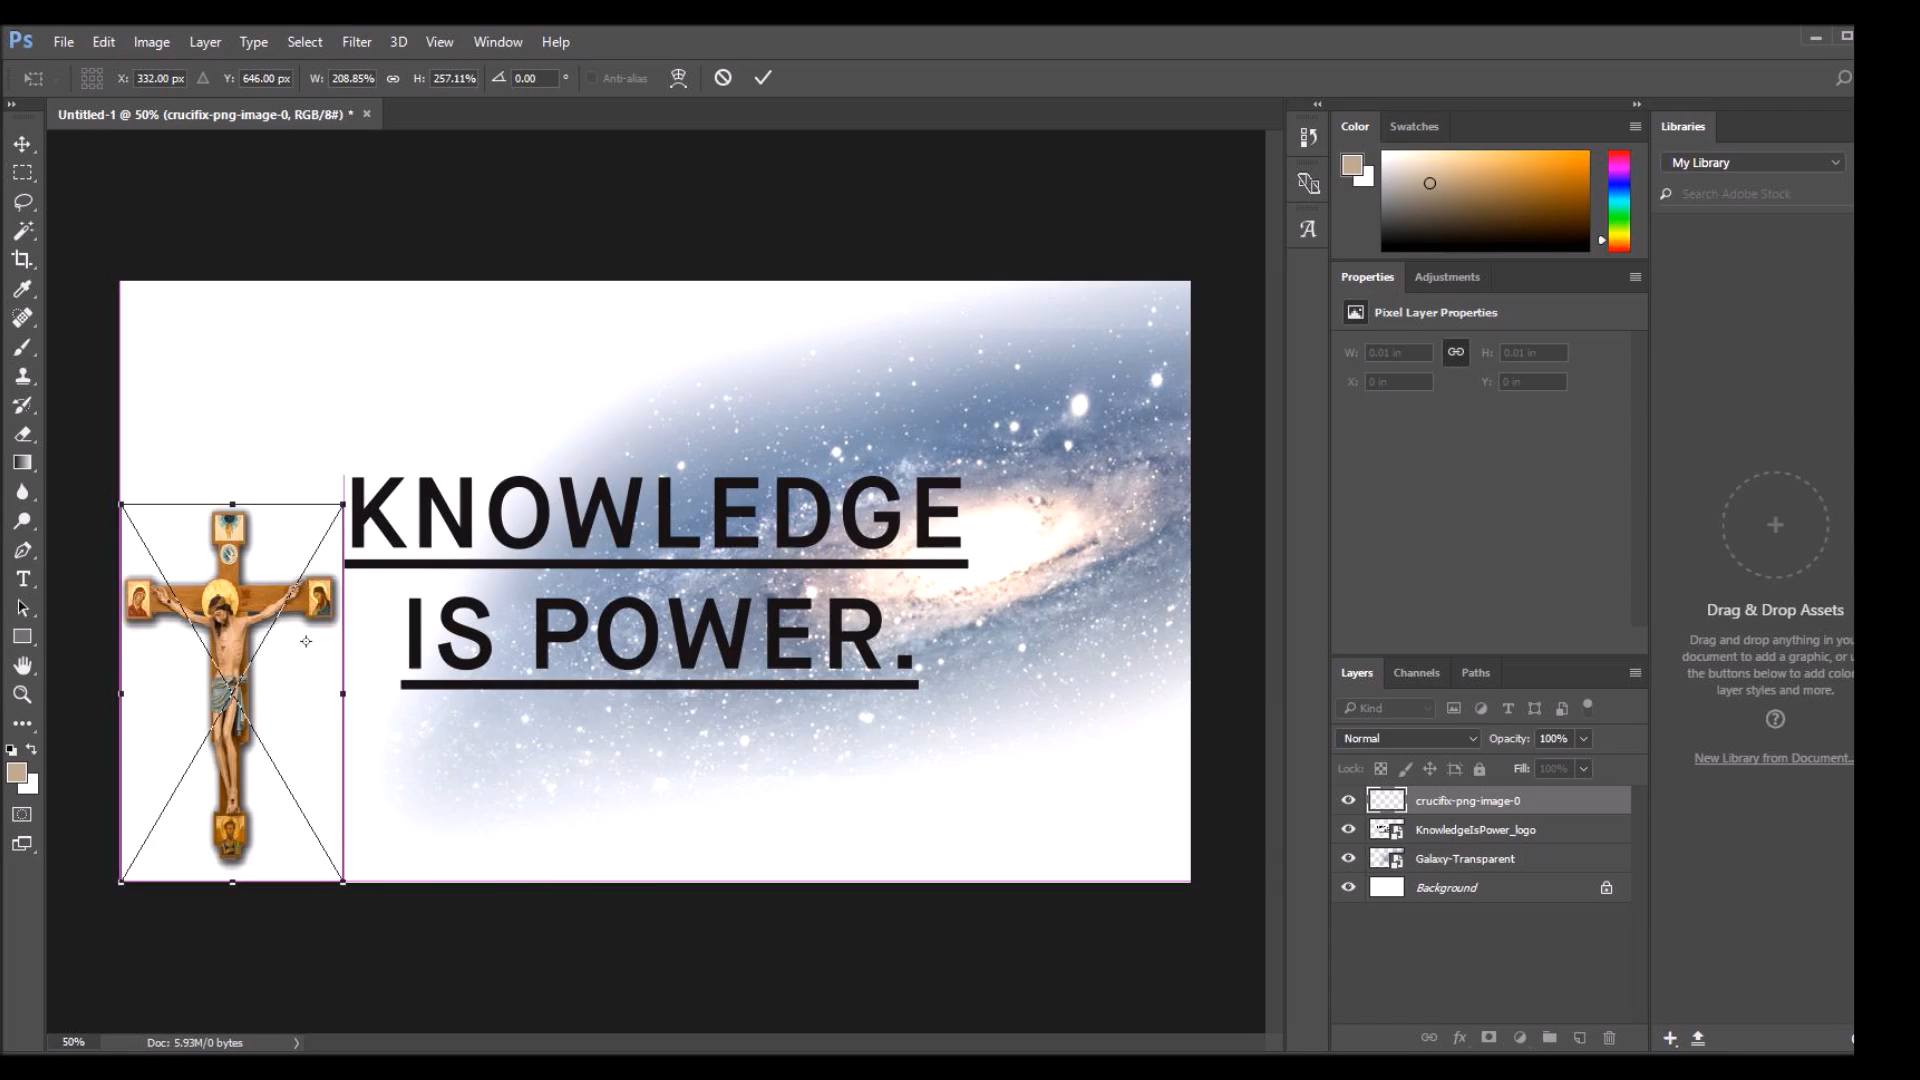 Ps File Edit Image Layer Type Select Filter 3D View Window Help
X: 332.00 px Y: 646.00 px W: 208.85% H: 257.11% 0.00 ° Anti-alias
Untitled-1 @ 50% (crucifix-png-image-0, RGB/8#) * ×
Color Swatches
Libraries
My Library
Search Adobe Stock
Properties Adjustments
Pixel Layer Properties
W: 0.01 in H: 0.01 in
X: 0 in Y: 0 in
KNOWLEDGE
IS POWER.
Drag & Drop Assets
Drag and drop anything in you
document to add a graphic, or u
the buttons below to add color
layer styles and more.
New Library from Document...
Layers Channels Paths
Kind
Normal Opacity: 100%
Lock: Fill: 100%
crucifix-png-image-0
KnowledgeIsPower_logo
Galaxy-Transparent
Background
50% Doc: 5.93M/0 bytes